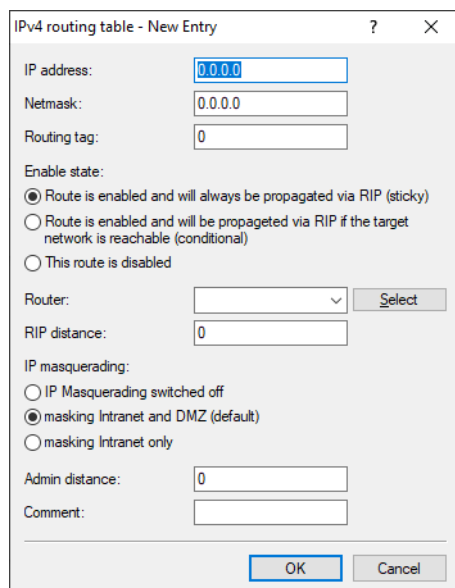 IPv4 routing table - New Entry ? ×
IP address: 0.0.0.0
Netmask: 0.0.0.0
Routing tag: 0
Enable state:
Route is enabled and will always be propagated via RIP (sticky)
Route is enabled and will be propageted via RIP if the target
network is reachable (conditional)
This route is disabled
Router: Select
RIP distance: 0
IP masquerading:
IP Masquerading switched off
masking Intranet and DMZ (default)
masking Intranet only
Admin distance: 0
Comment:
OK Cancel